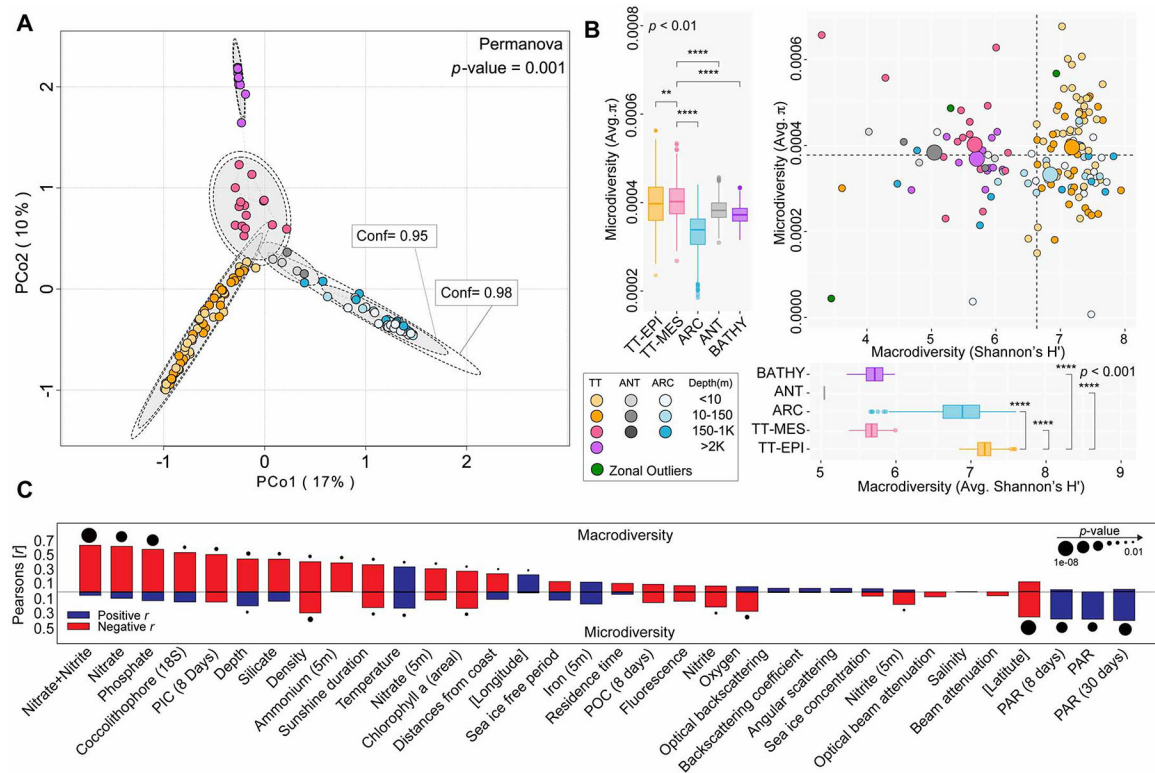 A
Permanova
p-value = 0.001
2
1
0
-1
-1
0
1
2
PCo2 ( 10 % )
PCo1 ( 17% )
Conf= 0.95
Conf= 0.98
B
p < 0.01
****
****
**
****
0.0008
0.0006
0.0004
0.0002
Microdiversity (Avg.π)
TT-EPI
TT-MES
ARC
ANT
BATHY
0.0006
0.0004
0.0002
0.0000
Microdiversity (Avg. π)
4
5
6
7
8
Macrodiversity (Shannon's H')
TT ANT ARC Depth(m)
<10
10-150
150-1K
>2K
Zonal Outliers
BATHY
ANT
ARC
TT-MES
TT-EPI
p < 0.001
****
****
****
****
5
6
7
8
9
Macrodiversity (Avg. Shannon's H')
C
Pearsons [r]
0.7
0.5
0.3
0.1
0.1
0.3
0.5
Macrodiversity
p-value
1e-08
0.01
Positive r
Negative r
Microdiversity
Nitrate+Nitrite
Nitrate
Phosphate
Coccolithophore (18S)
PIC (8 Days)
Depth
Silicate
Density
Ammonium (5m)
Sunshine duration
Temperature
Nitrate (5m)
Chlorophyll a (areal)
Distances from coast
[Longitude]
Sea ice free period
Iron (5m)
Residence time
POC (8 days)
Fluorescence
Nitrite
Oxygen
Optical backscattering
Backscattering coefficient
Angular scattering
Sea ice concentration
Nitrite (5m)
Optical beam attenuation
Salinity
Beam attenuation
[Latitute]
PAR (8 days)
PAR
PAR (30 days)